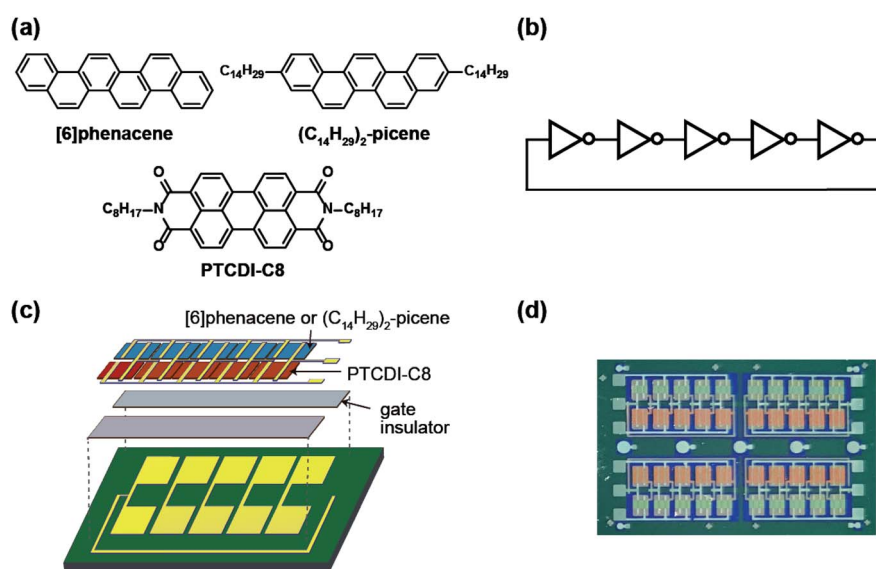 (a)
(b)
C14H29
C14H29
[6]phenacene
(C14H29)2-picene
O
O
C8H17
N
N
C8H17
O
O
PTCDI-C8
(c)
(d)
[6]phenacene or (C14H29)2-picene
PTCDI-C8
gate
insulator